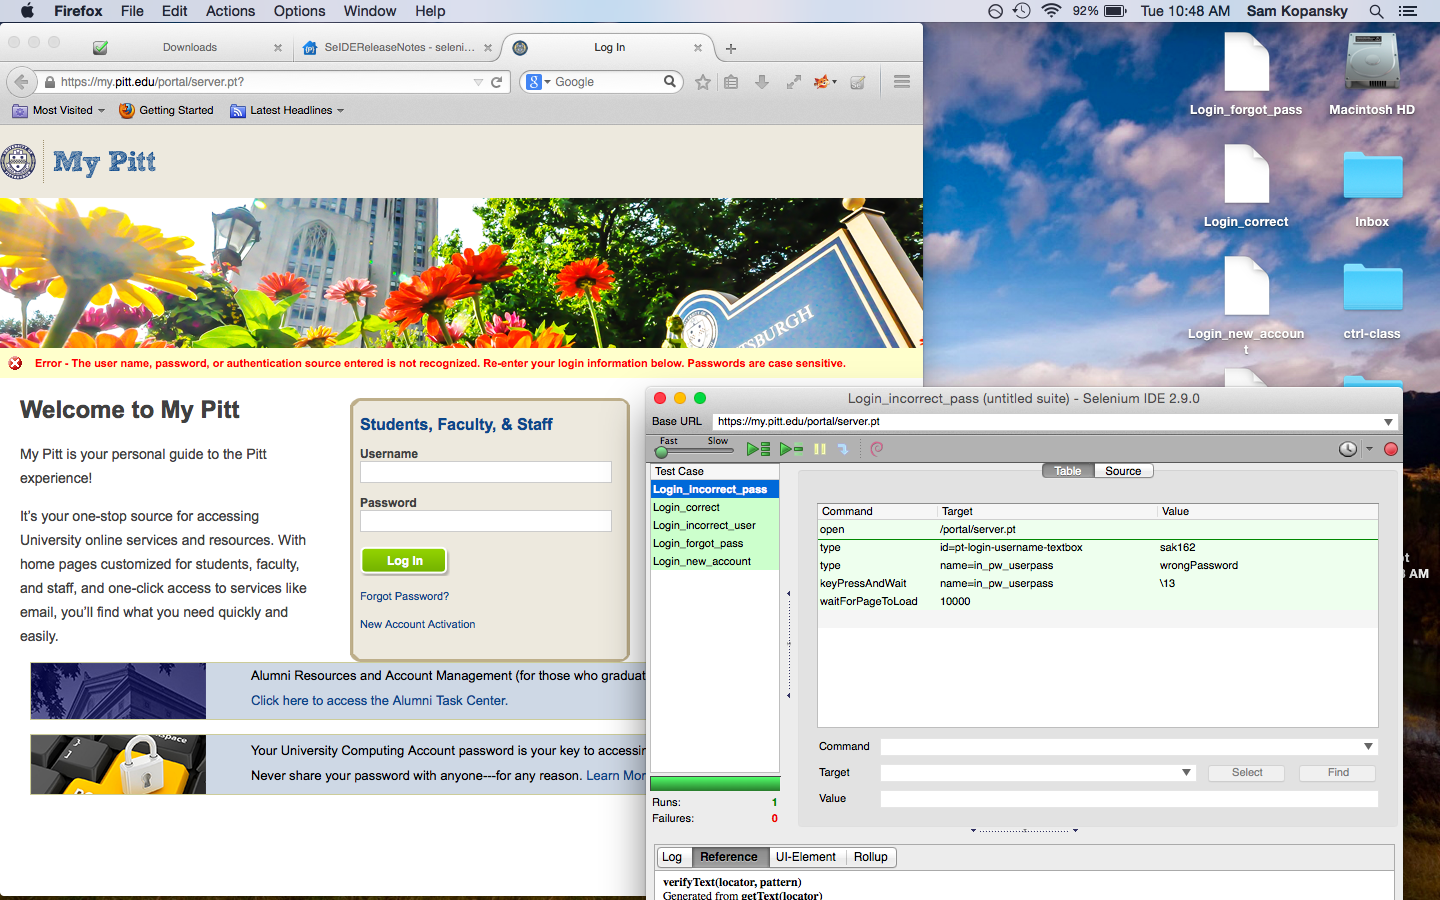 Firefox File Edit Actions Options Window Help
92% Tue 10:48 AM Sam Kopansky
Downloads
SeIDEReleaseNotes - seleni...
Log In
https://my.pitt.edu/portal/server.pt?
Google
Most Visited
Getting Started
Latest Headlines
My Pitt
Error - The user name, password, or authentication source entered is not recognized. Re-enter your login information below. Passwords are case sensitive.
Welcome to My Pitt
My Pitt is your personal guide to the Pitt
experience!
It's your one-stop source for accessing
University online services and resources. With
home pages customized for students, faculty,
and staff, and one-click access to services like
email, you'll find what you need quickly and
easily.
Students, Faculty, & Staff
Username
Password
Log In
Forgot Password?
New Account Activation
Alumni Resources and Account Management (for those who graduat
Click here to access the Alumni Task Center.
Your University Computing Account password is your key to accessin
Never share your password with anyone---for any reason. Learn Mor
Login_forgot_pass
Macintosh HD
Login_correct
Inbox
Login_new_accoun
t
ctrl-class
AM
Login_incorrect_pass (untitled suite) - Selenium IDE 2.9.0
Base URL https://my.pitt.edu/portal/server.pt
Fast Slow
Test Case
Login_incorrect_pass
Login_correct
Login_incorrect_user
Login_forgot_pass
Login_new_account
Runs: 1
Failures: 0
Table Source
Command Target Value
open /portal/server.pt
type id=pt-login-username-textbox sak162
type name=in_pw_userpass wrongPassword
keyPressAndWait name=in_pw_userpass \13
waitForPageToLoad 10000
Command
Target Select Find
Value
Log Reference UI-Element Rollup
verifyText(locator, pattern)
Generated from getText(locator)